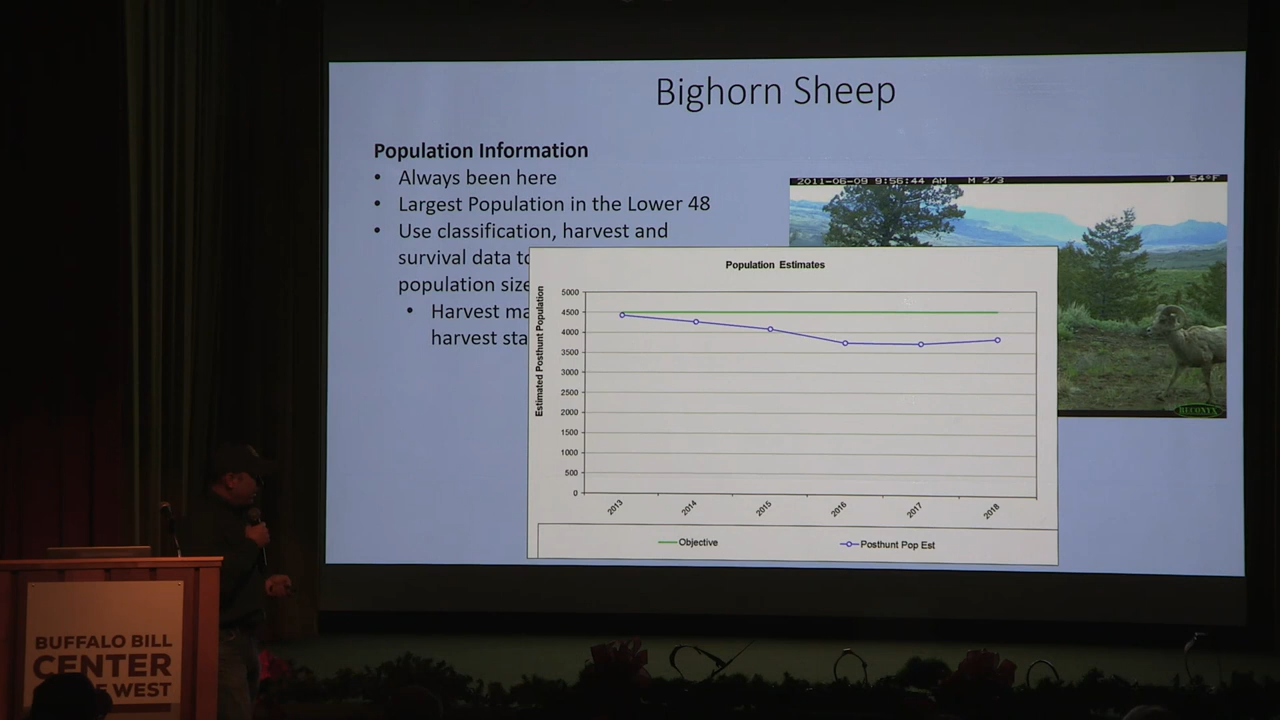 Bighorn Sheep
Population Information
• Always been here
• Largest Population in the Lower 48
• Use classification, harvest and
survival data to
population size
• Harvest ma
harvest sta
2011-06-09 9:56:44 AM M 2/3 54°F
RECONYX
Population Estimates
Estimated Posthunt Population
5000
4500
4000
3500
3000
2500
2000
1500
1000
500
0
2013 2014 2015 2016 2017 2018
Objective Posthunt Pop Est
BUFFALO BILL
CENTER
WEST